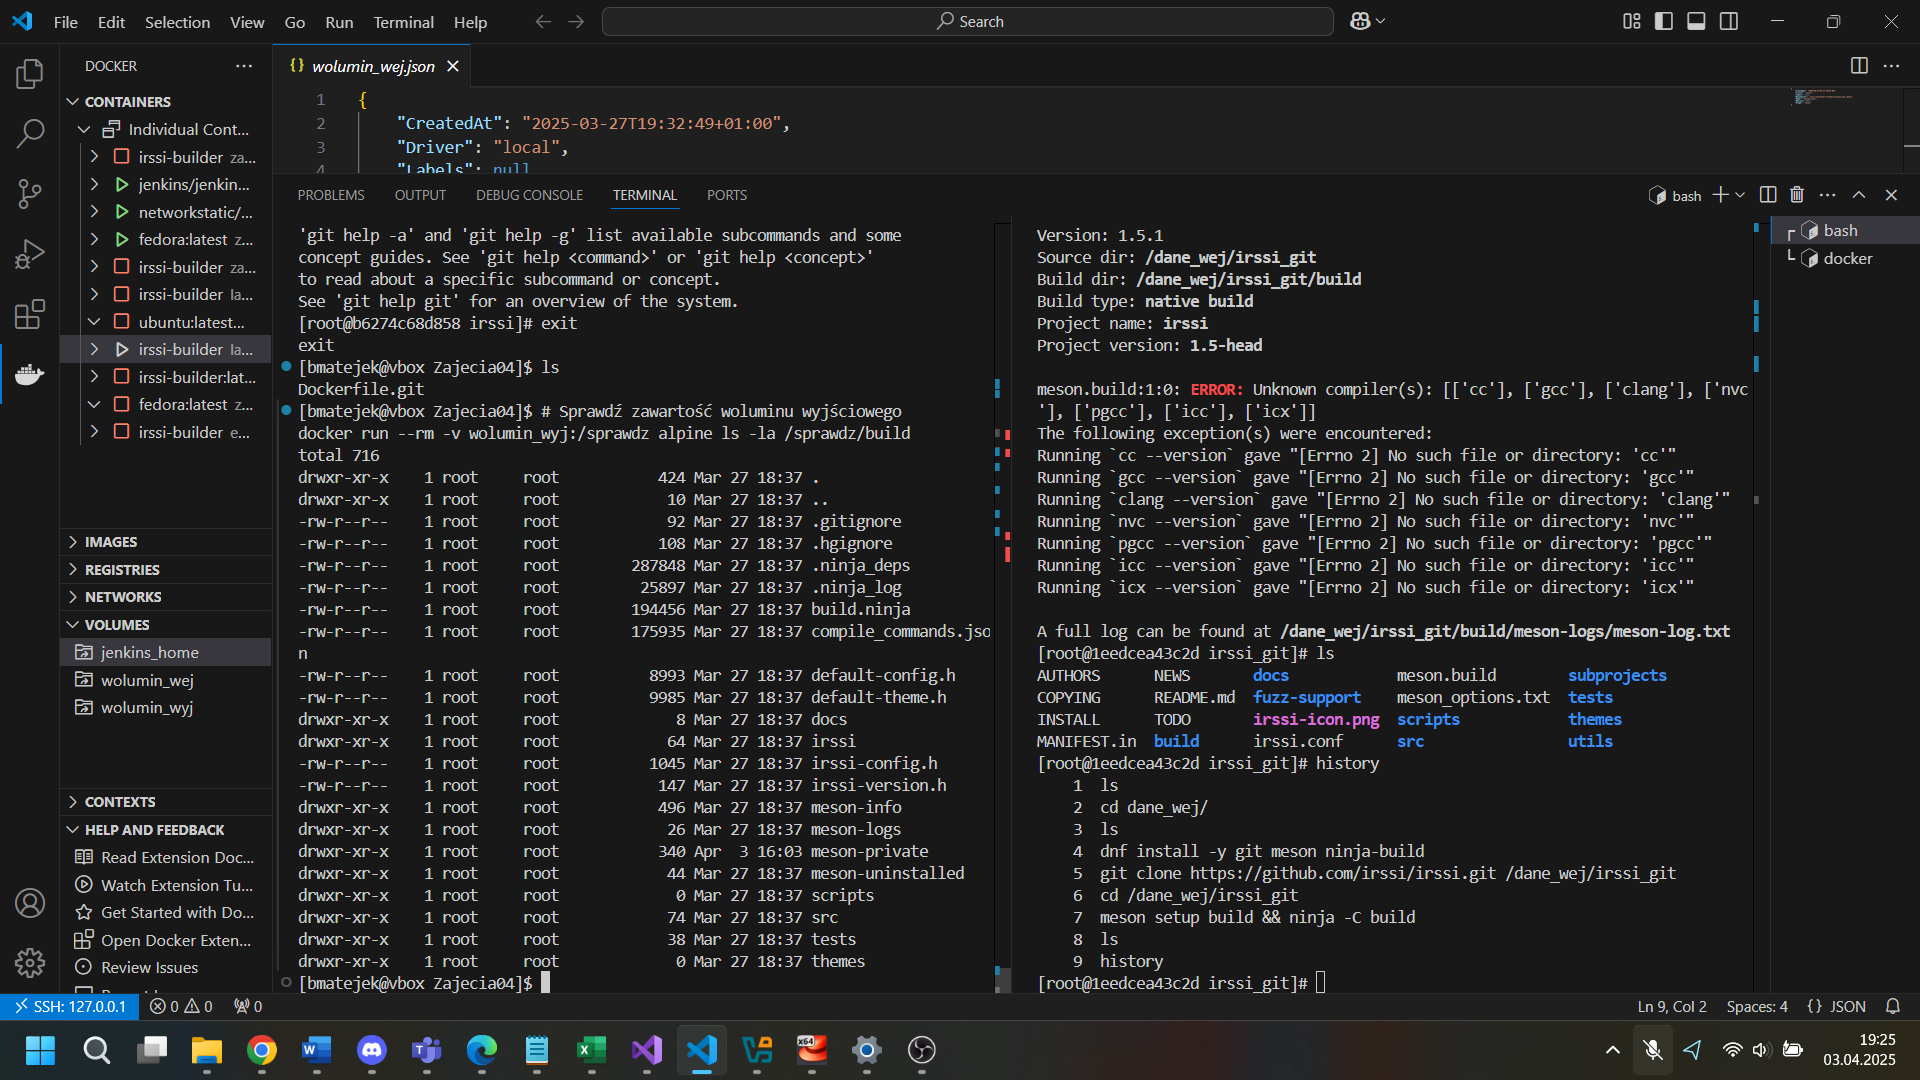 File Edit Selection View Go Run Terminal Help
Search
DOCKER
CONTAINERS
Individual Cont...
irssi-builder za...
jenkins/jenkin...
networkstatic/...
fedora:latest z...
irssi-builder za...
irssi-builder la...
ubuntu:latest...
irssi-builder la...
irssi-builder:lat...
fedora:latest z...
irssi-builder e...
IMAGES
REGISTRIES
NETWORKS
VOLUMES
jenkins_home
wolumin_wej
wolumin_wyj
CONTEXTS
HELP AND FEEDBACK
Read Extension Doc...
Watch Extension Tu...
Get Started with Do...
Open Docker Exten...
Review Issues
{} wolumin_wej.json
1 {
2 "CreatedAt": "2025-03-27T19:32:49+01:00",
3 "Driver": "local",
4 "Labels": null
PROBLEMS OUTPUT DEBUG CONSOLE TERMINAL PORTS
bash
'git help -a' and 'git help -g' list available subcommands and some
concept guides. See 'git help <command>' or 'git help <concept>'
to read about a specific subcommand or concept.
See 'git help git' for an overview of the system.
[root@b6274c68d858 irssi]# exit
exit
[bmatejek@vbox Zajecia04]$ ls
Dockerfile.git
[bmatejek@vbox Zajecia04]$ # Sprawdź zawartość woluminu wyjściowego
docker run --rm -v wolumin_wyj:/sprawdz alpine ls -la /sprawdz/build
total 716
drwxr-xr-x 1 root root 424 Mar 27 18:37 .
drwxr-xr-x 1 root root 10 Mar 27 18:37 ..
-rw-r--r-- 1 root root 92 Mar 27 18:37 .gitignore
-rw-r--r-- 1 root root 108 Mar 27 18:37 .hgignore
-rw-r--r-- 1 root root 287848 Mar 27 18:37 .ninja_deps
-rw-r--r-- 1 root root 25897 Mar 27 18:37 .ninja_log
-rw-r--r-- 1 root root 194456 Mar 27 18:37 build.ninja
-rw-r--r-- 1 root root 175935 Mar 27 18:37 compile_commands.jso
n
-rw-r--r-- 1 root root 8993 Mar 27 18:37 default-config.h
-rw-r--r-- 1 root root 9985 Mar 27 18:37 default-theme.h
drwxr-xr-x 1 root root 8 Mar 27 18:37 docs
drwxr-xr-x 1 root root 64 Mar 27 18:37 irssi
-rw-r--r-- 1 root root 1045 Mar 27 18:37 irssi-config.h
-rw-r--r-- 1 root root 147 Mar 27 18:37 irssi-version.h
drwxr-xr-x 1 root root 496 Mar 27 18:37 meson-info
drwxr-xr-x 1 root root 26 Mar 27 18:37 meson-logs
drwxr-xr-x 1 root root 340 Apr 3 16:03 meson-private
drwxr-xr-x 1 root root 44 Mar 27 18:37 meson-uninstalled
drwxr-xr-x 1 root root 0 Mar 27 18:37 scripts
drwxr-xr-x 1 root root 74 Mar 27 18:37 src
drwxr-xr-x 1 root root 38 Mar 27 18:37 tests
drwxr-xr-x 1 root root 0 Mar 27 18:37 themes
[bmatejek@vbox Zajecia04]$
Version: 1.5.1
Source dir: /dane_wej/irssi_git
Build dir: /dane_wej/irssi_git/build
Build type: native build
Project name: irssi
Project version: 1.5-head
meson.build:1:0: ERROR: Unknown compiler(s): [['cc'], ['gcc'], ['clang'], ['nvc
'], ['pgcc'], ['icc'], ['icx']]
The following exception(s) were encountered:
Running `cc --version` gave "[Errno 2] No such file or directory: 'cc'"
Running `gcc --version` gave "[Errno 2] No such file or directory: 'gcc'"
Running `clang --version` gave "[Errno 2] No such file or directory: 'clang'"
Running `nvc --version` gave "[Errno 2] No such file or directory: 'nvc'"
Running `pgcc --version` gave "[Errno 2] No such file or directory: 'pgcc'"
Running `icc --version` gave "[Errno 2] No such file or directory: 'icc'"
Running `icx --version` gave "[Errno 2] No such file or directory: 'icx'"
A full log can be found at /dane_wej/irssi_git/build/meson-logs/meson-log.txt
[root@1eedcea43c2d irssi_git]# ls
AUTHORS NEWS docs meson.build subprojects
COPYING README.md fuzz-support meson_options.txt tests
INSTALL TODO irssi-icon.png scripts themes
MANIFEST.in build irssi.conf src utils
[root@1eedcea43c2d irssi_git]# history
1 ls
2 cd dane_wej/
3 ls
4 dnf install -y git meson ninja-build
5 git clone https://github.com/irssi/irssi.git /dane_wej/irssi_git
6 cd /dane_wej/irssi_git
7 meson setup build && ninja -C build
8 ls
9 history
[root@1eedcea43c2d irssi_git]#
bash
docker
SSH: 127.0.0.1 0 0 0
Ln 9, Col 2 Spaces: 4 {} JSON
19:25
03.04.2025